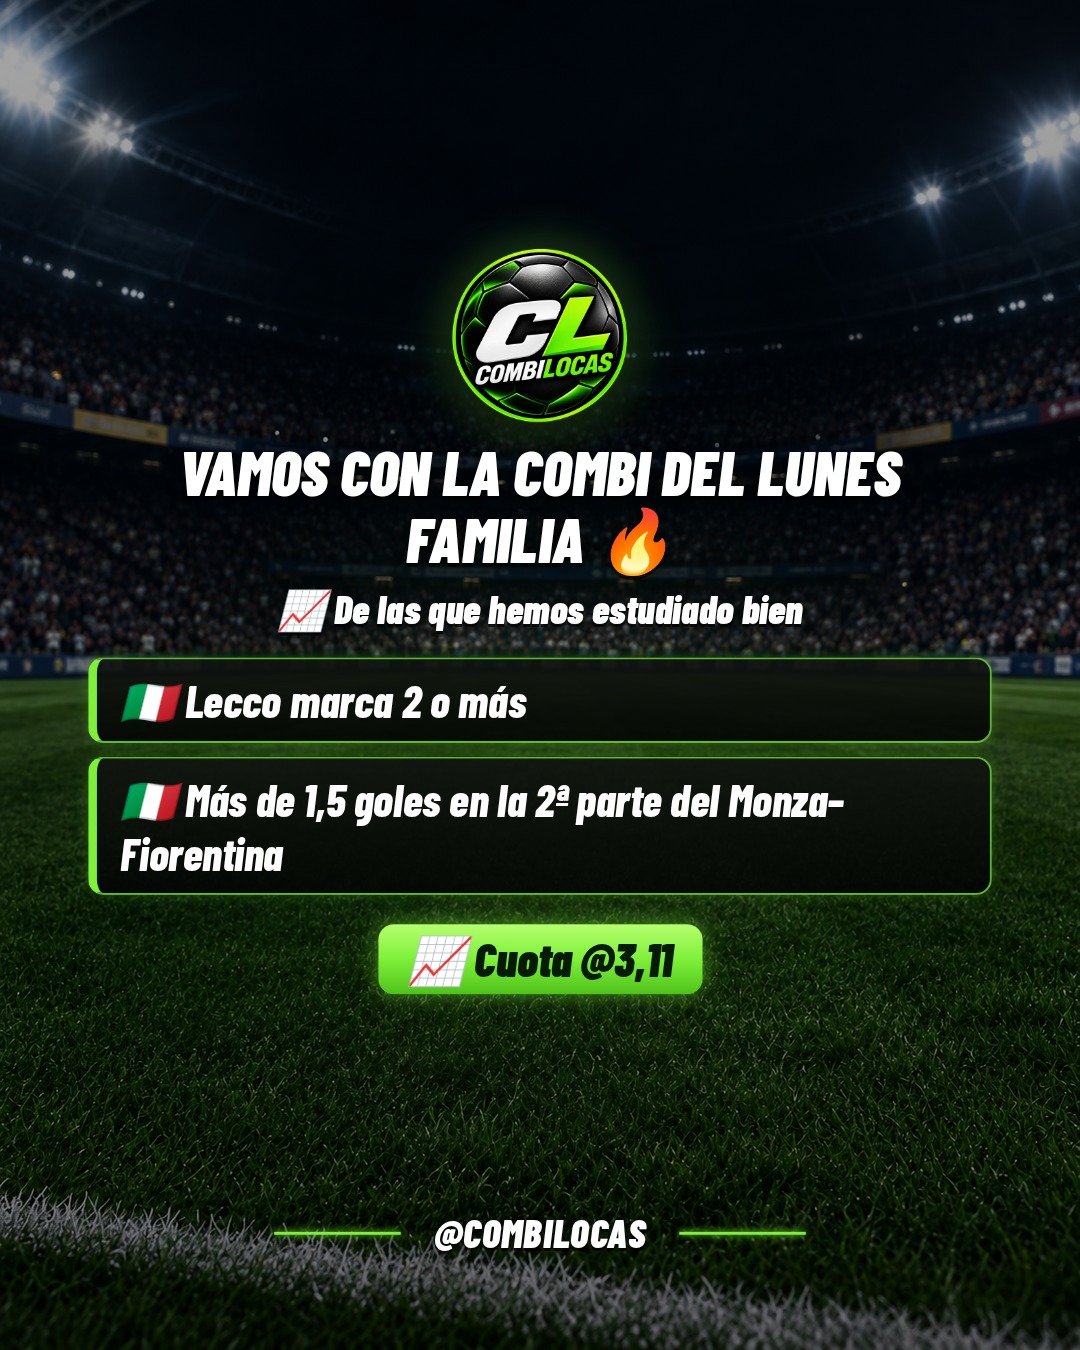 CL
COMBILOCAS
VAMOS CON LA COMBI DEL LUNES
FAMILIA 🔥
📈 De las que hemos estudiado bien
🇮🇹 Lecco marca 2 o más
🇮🇹 Más de 1,5 goles en la 2ª parte del Monza-
Fiorentina
📈 Cuota @3,11
@COMBILOCAS